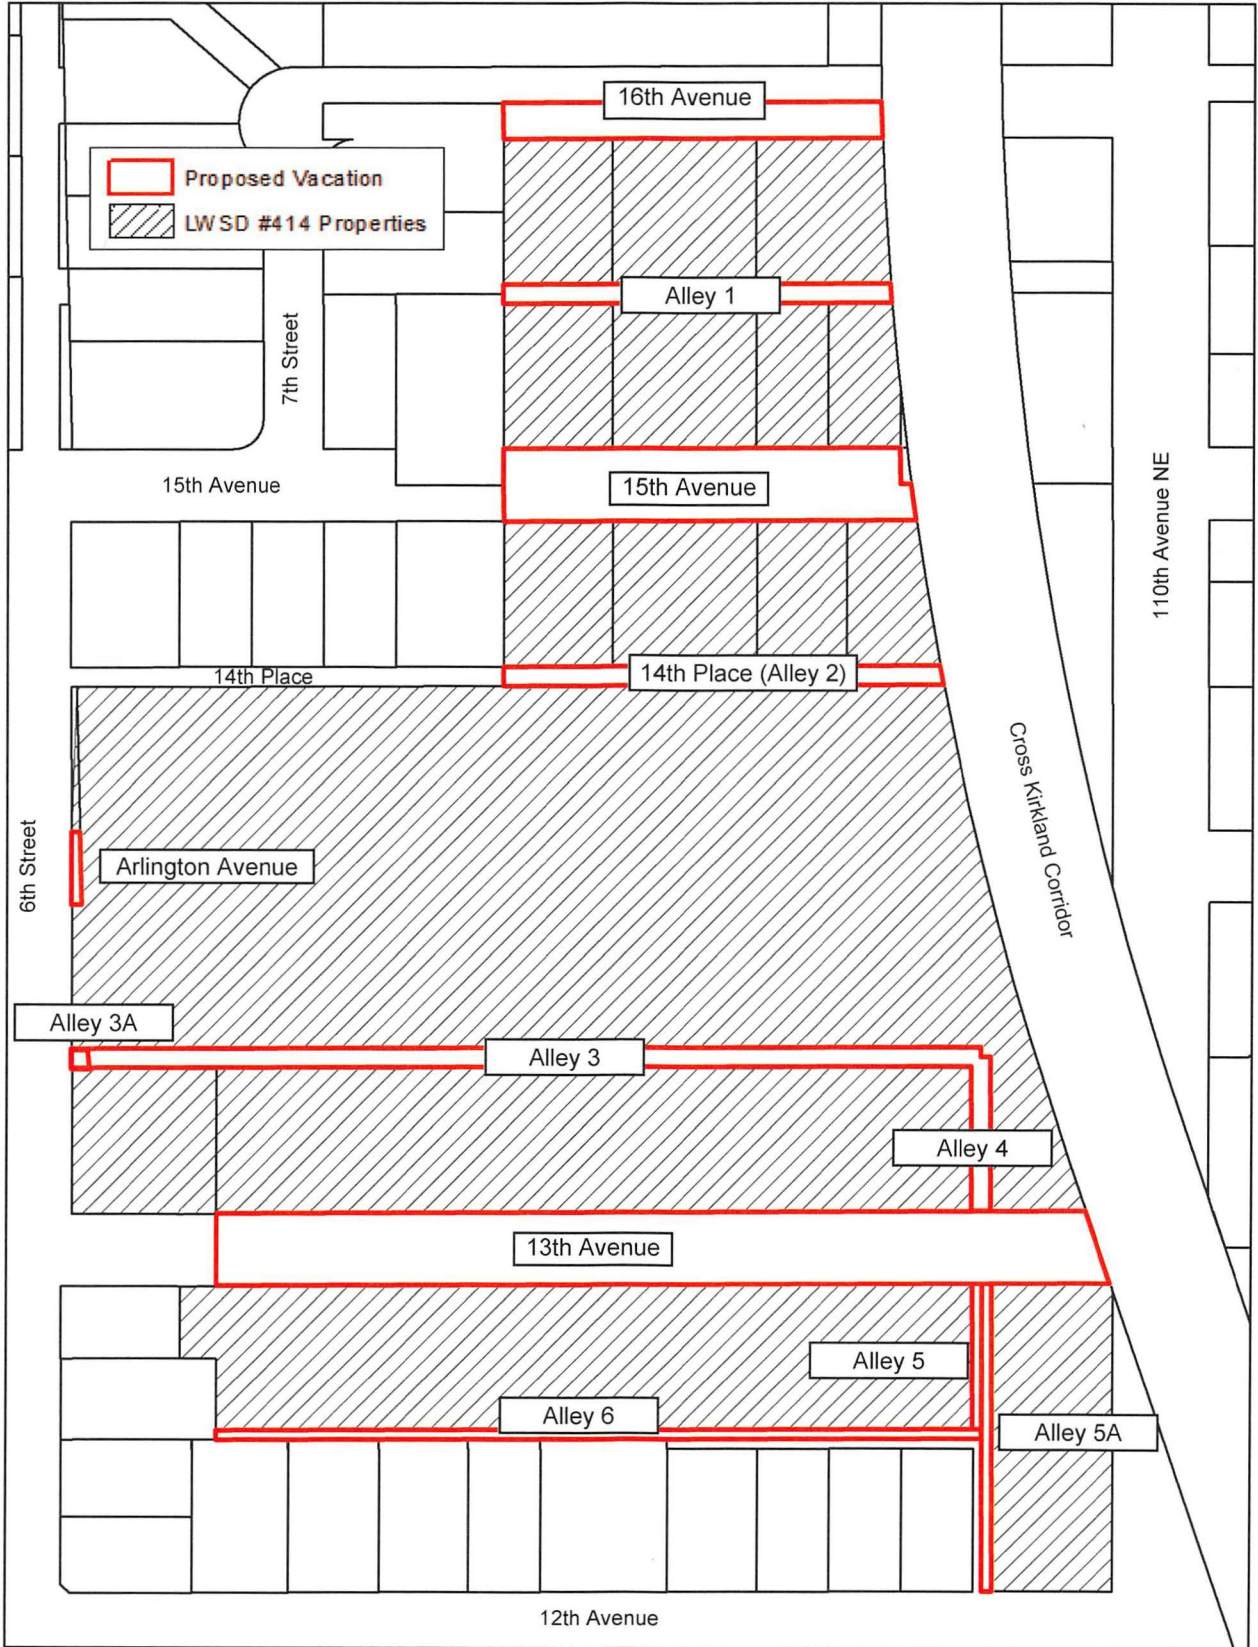 16th Avenue
Proposed Vacation
LWSD #414 Properties
Alley 1
7th Street
15th Avenue
15th Avenue
110th Avenue NE
14th Place
14th Place (Alley 2)
Cross Kirkland Corridor
6th Street
Arlington Avenue
Alley 3A
Alley 3
Alley 4
13th Avenue
Alley 5
Alley 6
Alley 5A
12th Avenue